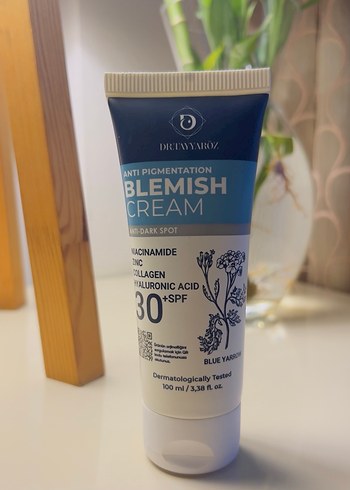 DR.TAVYAROZ
ANTI PIGMENTATION
BLEMISH
CREAM
ANTI-DARK SPOT
NIACINAMIDE
ZINC
COLLAGEN
HYALURONIC ACID
30+SPF
BLUE YARROW
Dermatologically Tested
100 ml / 3,38 fl. oz.